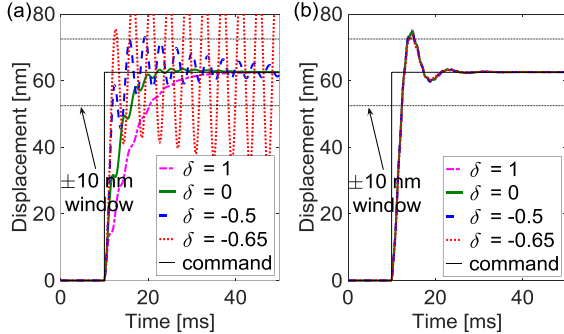 (a)
Displacement [nm]
80
60
40
20
0
±10 nm
window
δ = 1
δ = 0
δ = -0.5
δ = -0.65
command
0
20
40
Time [ms]
(b)
Displacement [nm]
80
60
40
20
0
±10 nm
window
δ = 1
δ = 0
δ = -0.5
δ = -0.65
command
0
20
40
Time [ms]